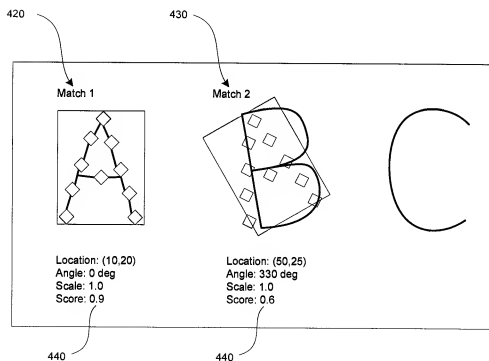 420
430
Match 1
Match 2
A
B
C
Location: (10,20)
Angle: 0 deg
Scale: 1.0
Score: 0.9
Location: (50,25)
Angle: 330 deg
Scale: 1.0
Score: 0.6
440
440